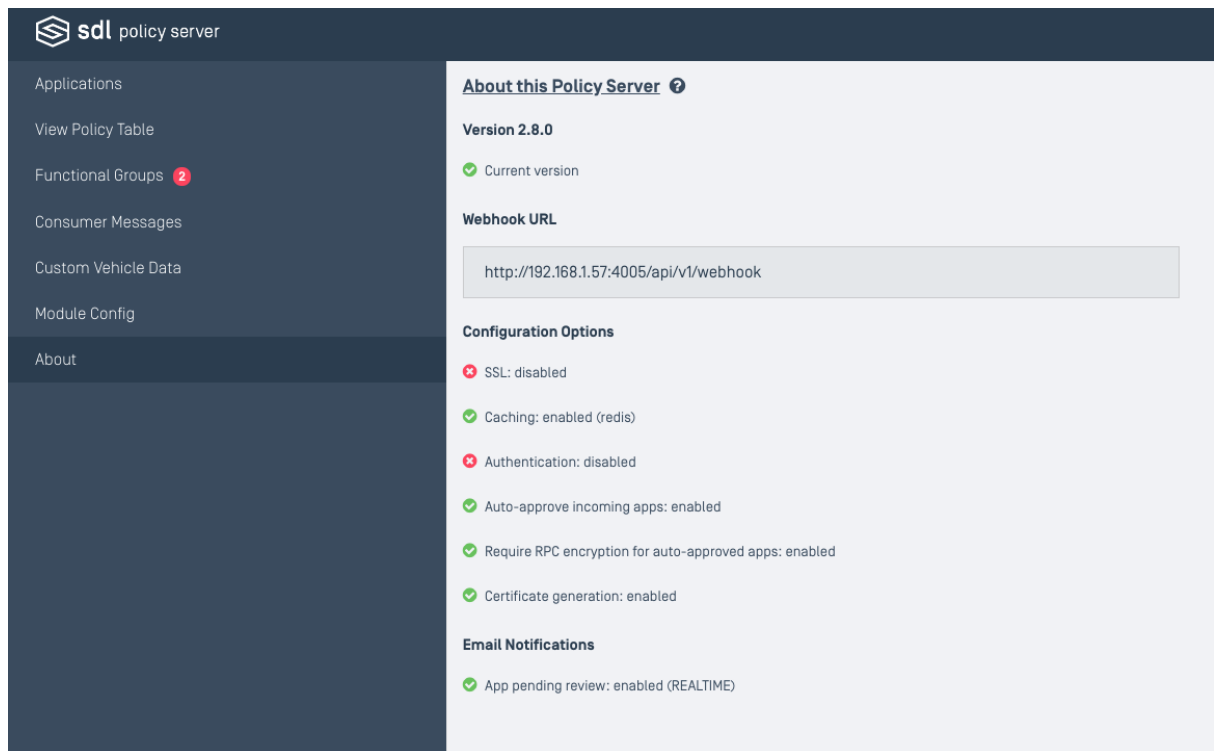 sdl policy server
Applications
View Policy Table
Functional Groups 2
Consumer Messages
Custom Vehicle Data
Module Config
About
About this Policy Server ?
Version 2.8.0
Current version
Webhook URL
http://192.168.1.57:4005/api/v1/webhook
Configuration Options
SSL: disabled
Caching: enabled (redis)
Authentication: disabled
Auto-approve incoming apps: enabled
Require RPC encryption for auto-approved apps: enabled
Certificate generation: enabled
Email Notifications
App pending review: enabled (REALTIME)